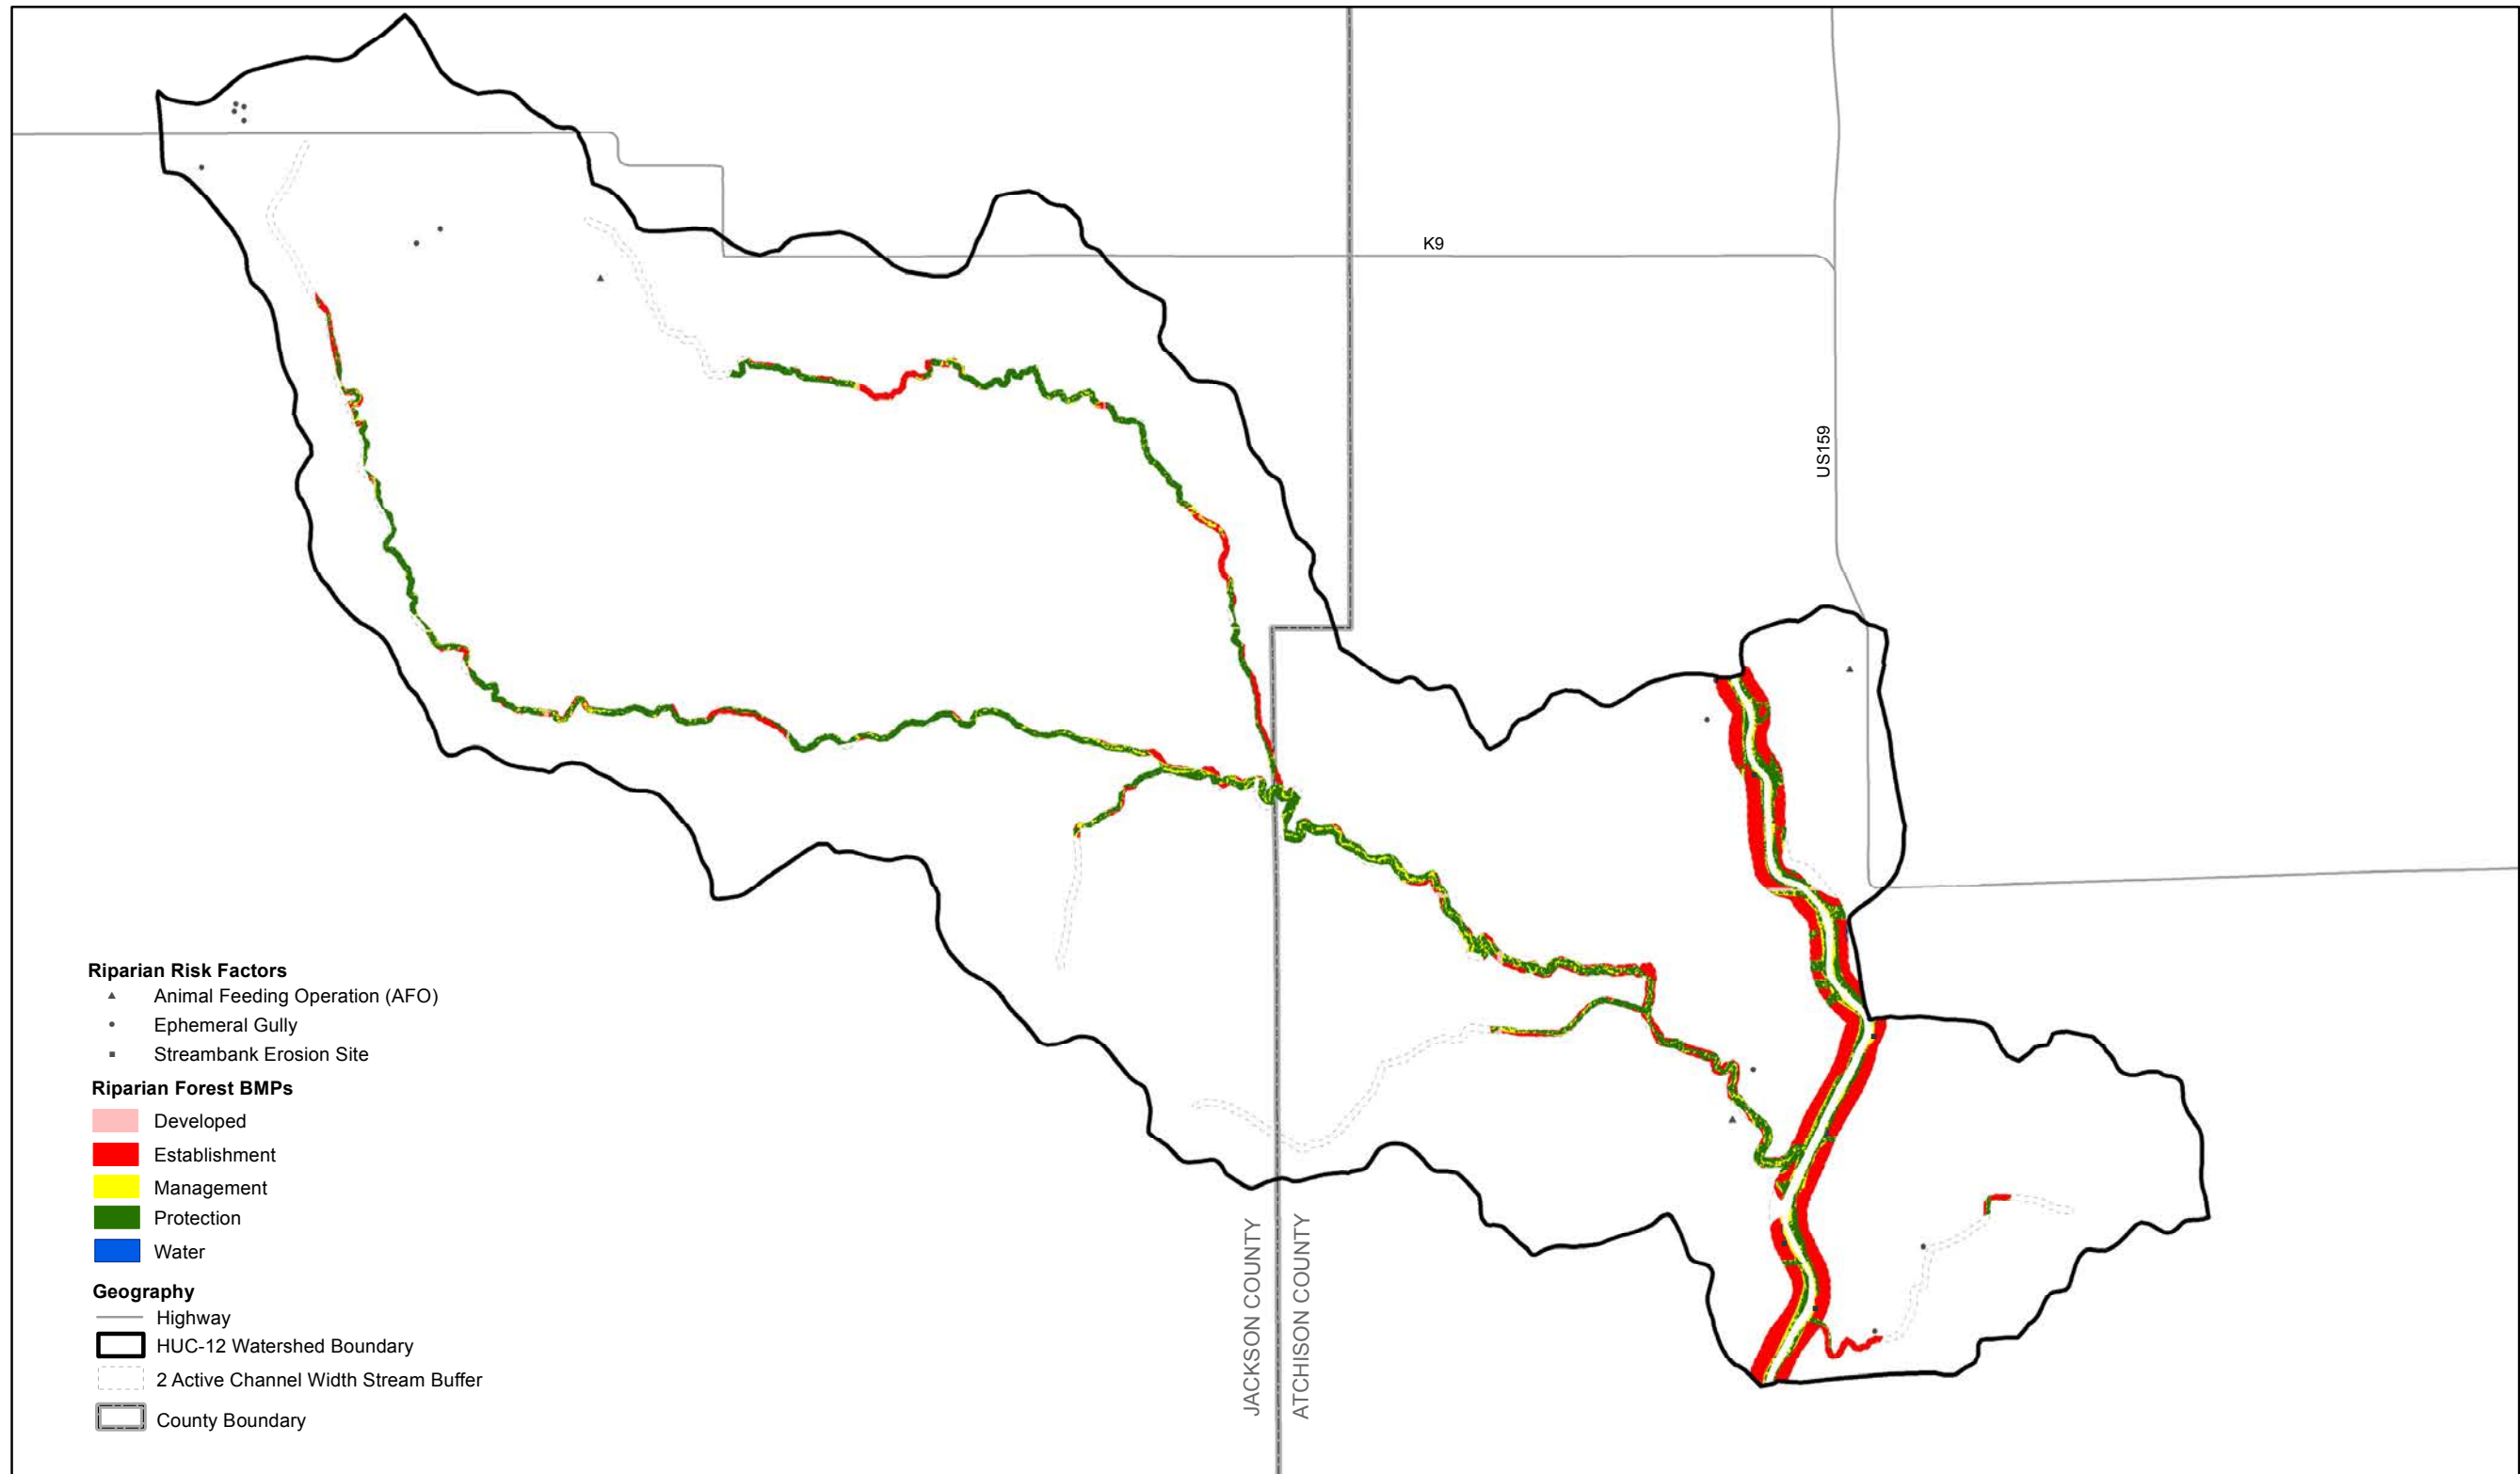 K9
US159
Riparian Risk Factors
Animal Feeding Operation (AFO)
Ephemeral Gully
Streambank Erosion Site
Riparian Forest BMPs
Developed
Establishment
Management
Protection
Water
Geography
Highway
HUC-12 Watershed Boundary
2 Active Channel Width Stream Buffer
County Boundary
JACKSON COUNTY
ATCHISON COUNTY